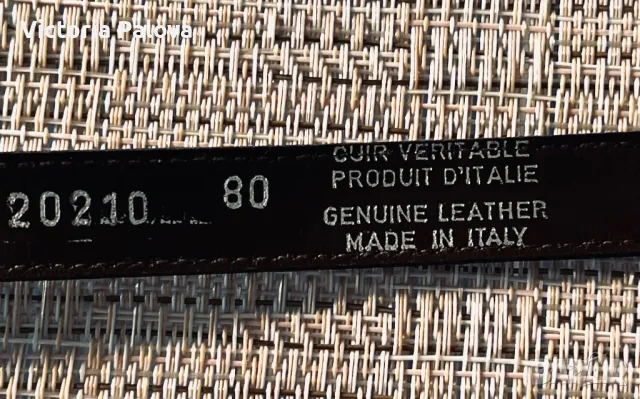 Victoria Palova
20210 80
CUIR VERITABLE
PRODUIT D'ITALIE
GENUINE LEATHER
MADE IN ITALY